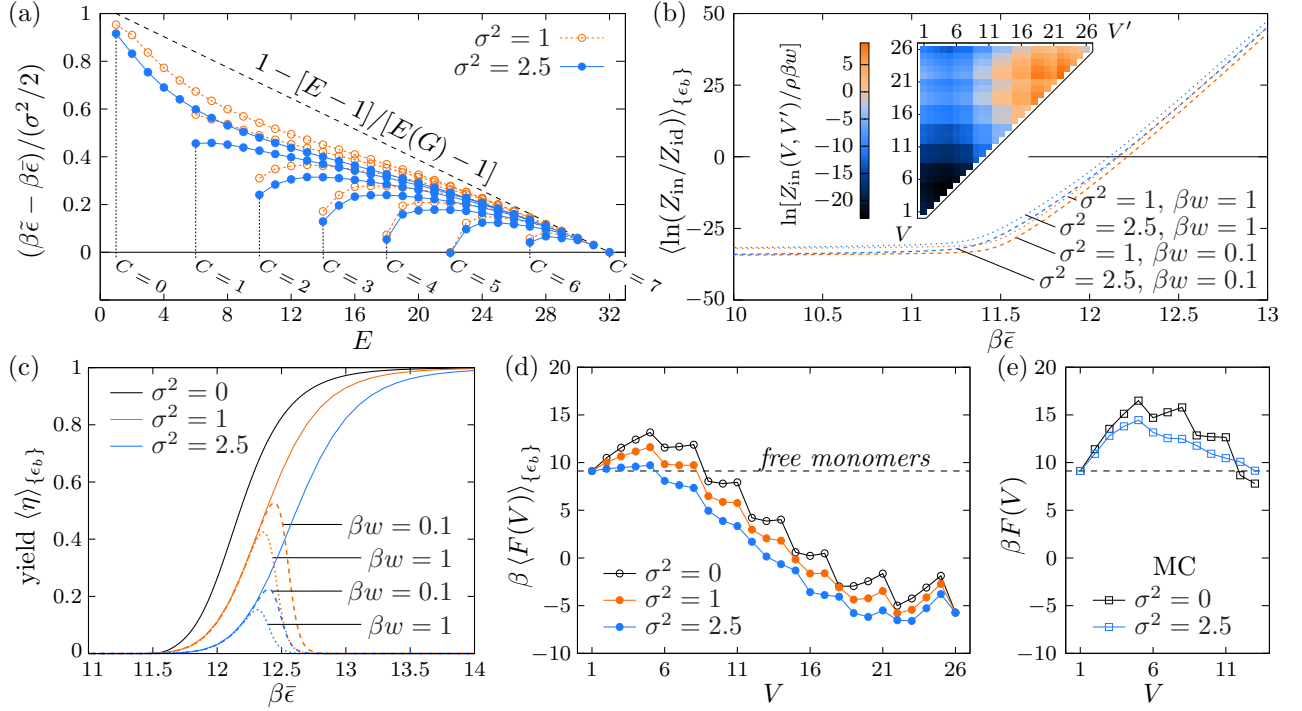 (a)
(βϵ̃ − βϵ̄)/(σ²/2)
1
0.8
0.6
0.4
0.2
0
σ² = 1
σ² = 2.5
1−[E−1]/[E(G)−1]
C = 0
C = 1
C = 2
C = 3
C = 4
C = 5
C = 6
C = 7
0 4 8 12 16 20 24 28 32
E
(b)
⟨ln(Z_in/Z_id)⟩_{ϵ_b}
50
25
0
−25
−50
ln[Z_in(V, V′)/ρβw]
5
0
−5
−10
−15
−20
1 6 11 16 21 26 V′
26
21
16
11
6
1
V
σ² = 1, βw = 1
σ² = 2.5, βw = 1
σ² = 1, βw = 0.1
σ² = 2.5, βw = 0.1
10 10.5 11 11.5 12 12.5 13
βϵ̄
(c)
yield ⟨η⟩_{ϵ_b}
1
0.8
0.6
0.4
0.2
0
σ² = 0
σ² = 1
σ² = 2.5
βw = 0.1
βw = 1
βw = 0.1
βw = 1
11 11.5 12 12.5 13 13.5 14
βϵ̄
(d)
β ⟨F(V)⟩_{ϵ_b}
20
15
10
5
0
−5
−10
free monomers
σ² = 0
σ² = 1
σ² = 2.5
1 6 11 16 21 26
V
(e)
βF(V)
20
15
10
5
0
−5
−10
MC
σ² = 0
σ² = 2.5
1 6 11
V